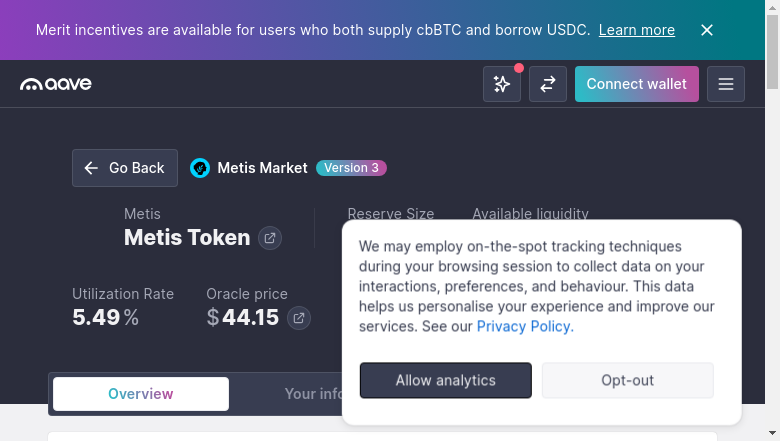 Merit incentives are available for users who both supply cbBTC and borrow USDC. Learn more
aave
Connect wallet
Go Back
Metis Market Version 3
Metis
Metis Token
Reserve Size
Available liquidity
Utilization Rate
5.49 %
Oracle price
$ 44.15
We may employ on-the-spot tracking techniques
during your browsing session to collect data on your
interactions, preferences, and behaviour. This data
helps us personalise your experience and improve our
services. See our Privacy Policy.
Allow analytics
Opt-out
Overview
Your info